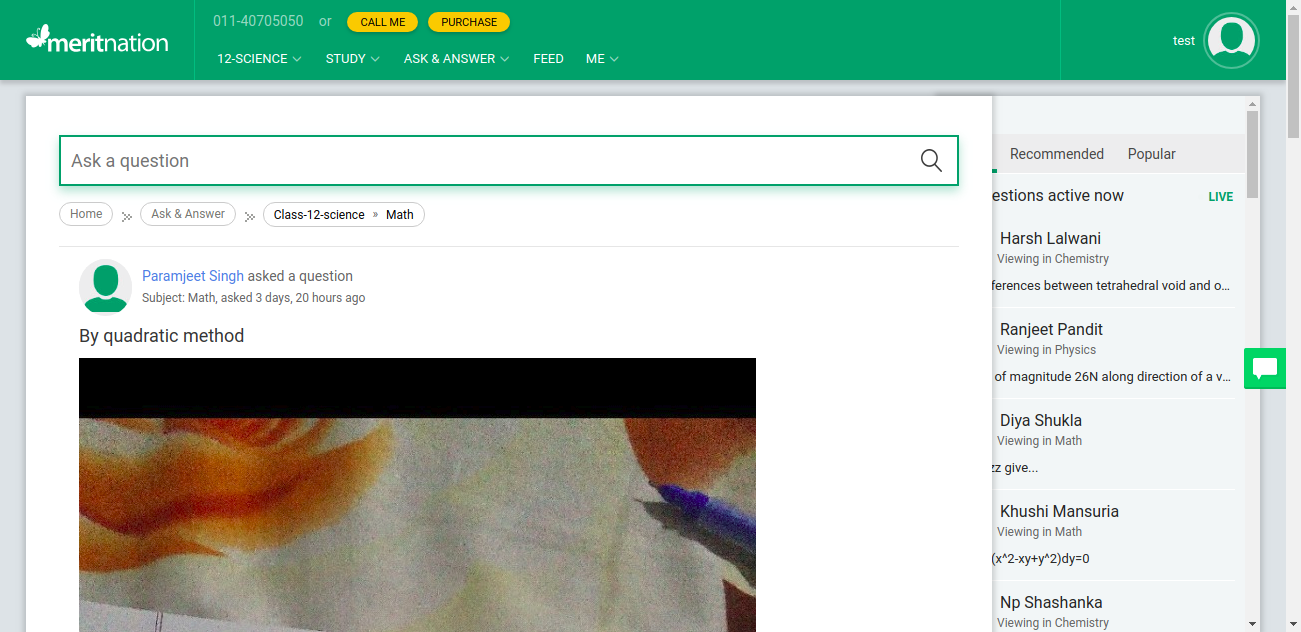 meritnation
011-40705050 or CALL ME PURCHASE
12-SCIENCE STUDY ASK & ANSWER FEED ME
test
Ask a question
Home Ask & Answer Class-12-science » Math
Paramjeet Singh asked a question
Subject: Math, asked 3 days, 20 hours ago
By quadratic method
Recommended Popular
estions active now LIVE
Harsh Lalwani
Viewing in Chemistry
ferences between tetrahedral void and o...
Ranjeet Pandit
Viewing in Physics
of magnitude 26N along direction of a v...
Diya Shukla
Viewing in Math
zz give...
Khushi Mansuria
Viewing in Math
(x^2-xy+y^2)dy=0
Np Shashanka
Viewing in Chemistry